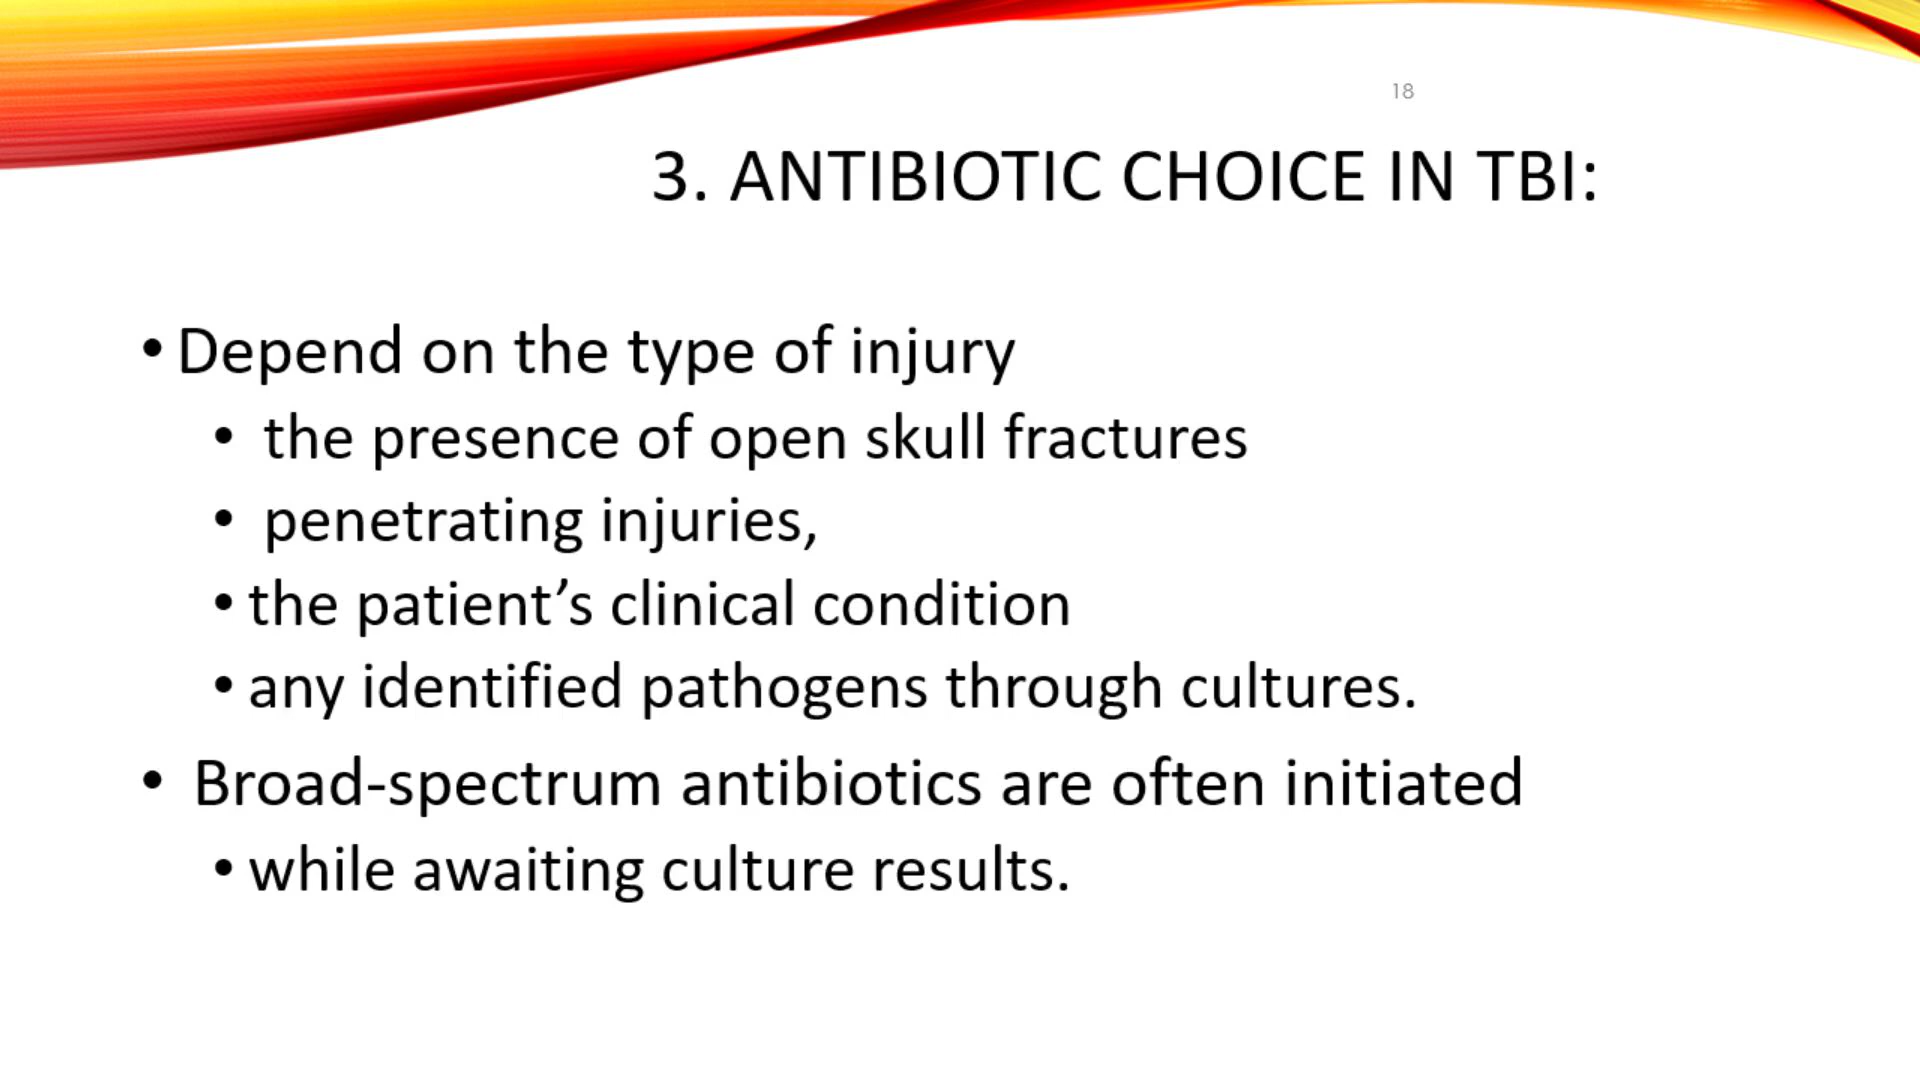 18
3. ANTIBIOTIC CHOICE IN TBI:
• Depend on the type of injury
• the presence of open skull fractures
• penetrating injuries,
• the patient’s clinical condition
• any identified pathogens through cultures.
• Broad-spectrum antibiotics are often initiated
• while awaiting culture results.